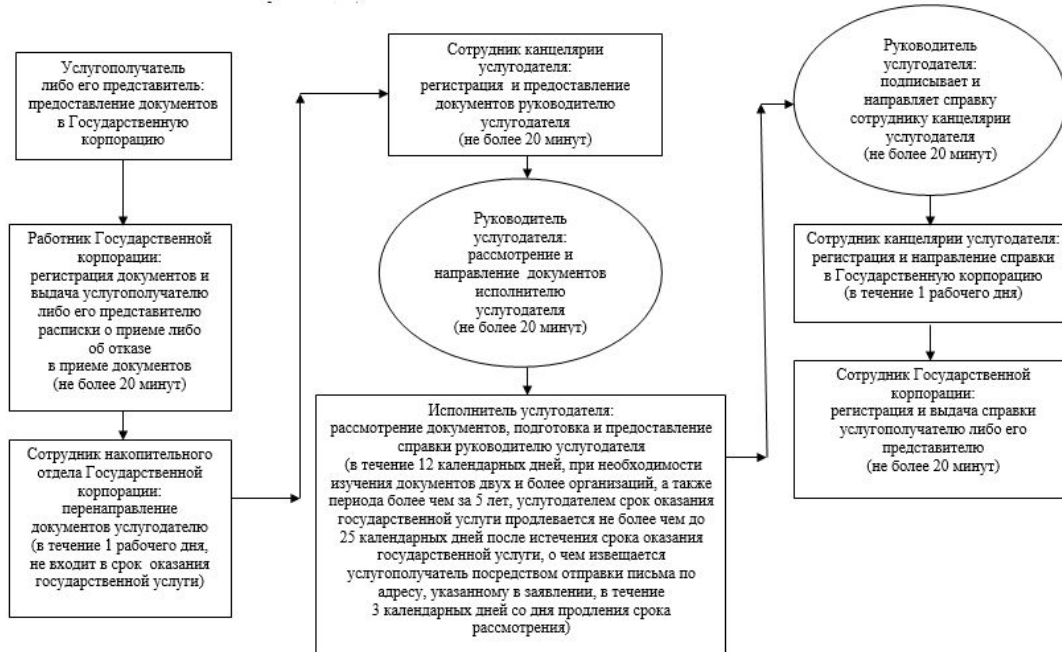 Услугополучатель
либо его представитель:
предоставление документов
в Государственную
корпорацию
Работник Государственной
корпорации:
регистрация документов и
выдача услугополучателю
либо его представителю
расписки о приеме либо
об отказе
в приеме документов
(не более 20 минут)
Сотрудник накопительного
отдела Государственной
корпорации:
перенаправление
документов услугодателю
(в течение 1 рабочего дня,
не входит в срок оказания
государственной услуги)
Сотрудник канцелярии
услугодателя:
регистрация и предоставление
документов руководителю
услугодателя
(не более 20 минут)
Руководитель
услугодателя:
рассмотрение и
направление документов
исполнителю
услугодателя
(не более 20 минут)
Исполнитель услугодателя:
рассмотрение документов, подготовка и предоставление
справки руководителю услугодателя
(в течение 12 календарных дней, при необходимости
изучения документов двух и более организаций, а также
периода более чем за 5 лет, услугодателем срок оказания
государственной услуги продлевается не более чем до
25 календарных дней после истечения срока оказания
государственной услуги, о чем извещается
услугополучатель посредством отправки письма по
адресу, указанному в заявлении, в течение
3 календарных дней со дня продления срока
рассмотрения)
Руководитель
услугодателя:
подписывает и
направляет справку
сотруднику канцелярии
услугодателя
(не более 20 минут)
Сотрудник канцелярии услугодателя:
регистрация и направление справки
в Государственную корпорацию
(в течение 1 рабочего дня)
Сотрудник Государственной
корпорации:
регистрация и выдача справки
услугополучателю либо его
представителю
(не более 20 минут)